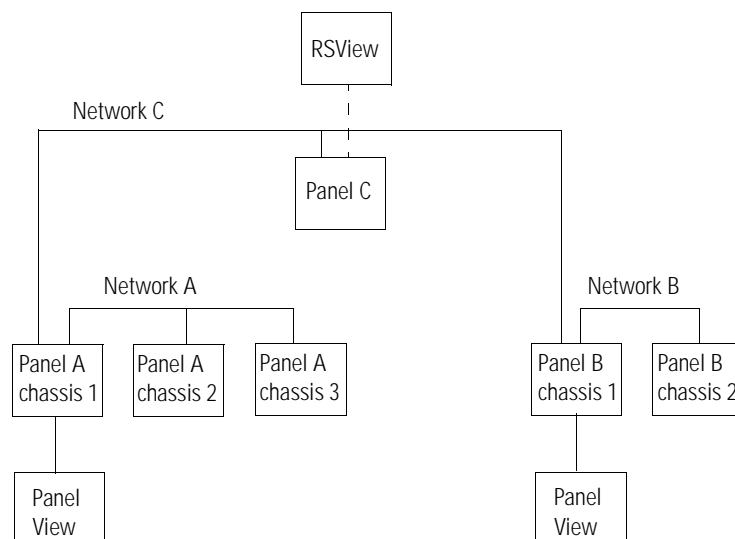 RSView
Network C
Panel C
Network A
Network B
Panel A
chassis 1
Panel A
chassis 2
Panel A
chassis 3
Panel B
chassis 1
Panel B
chassis 2
Panel
View
Panel
View